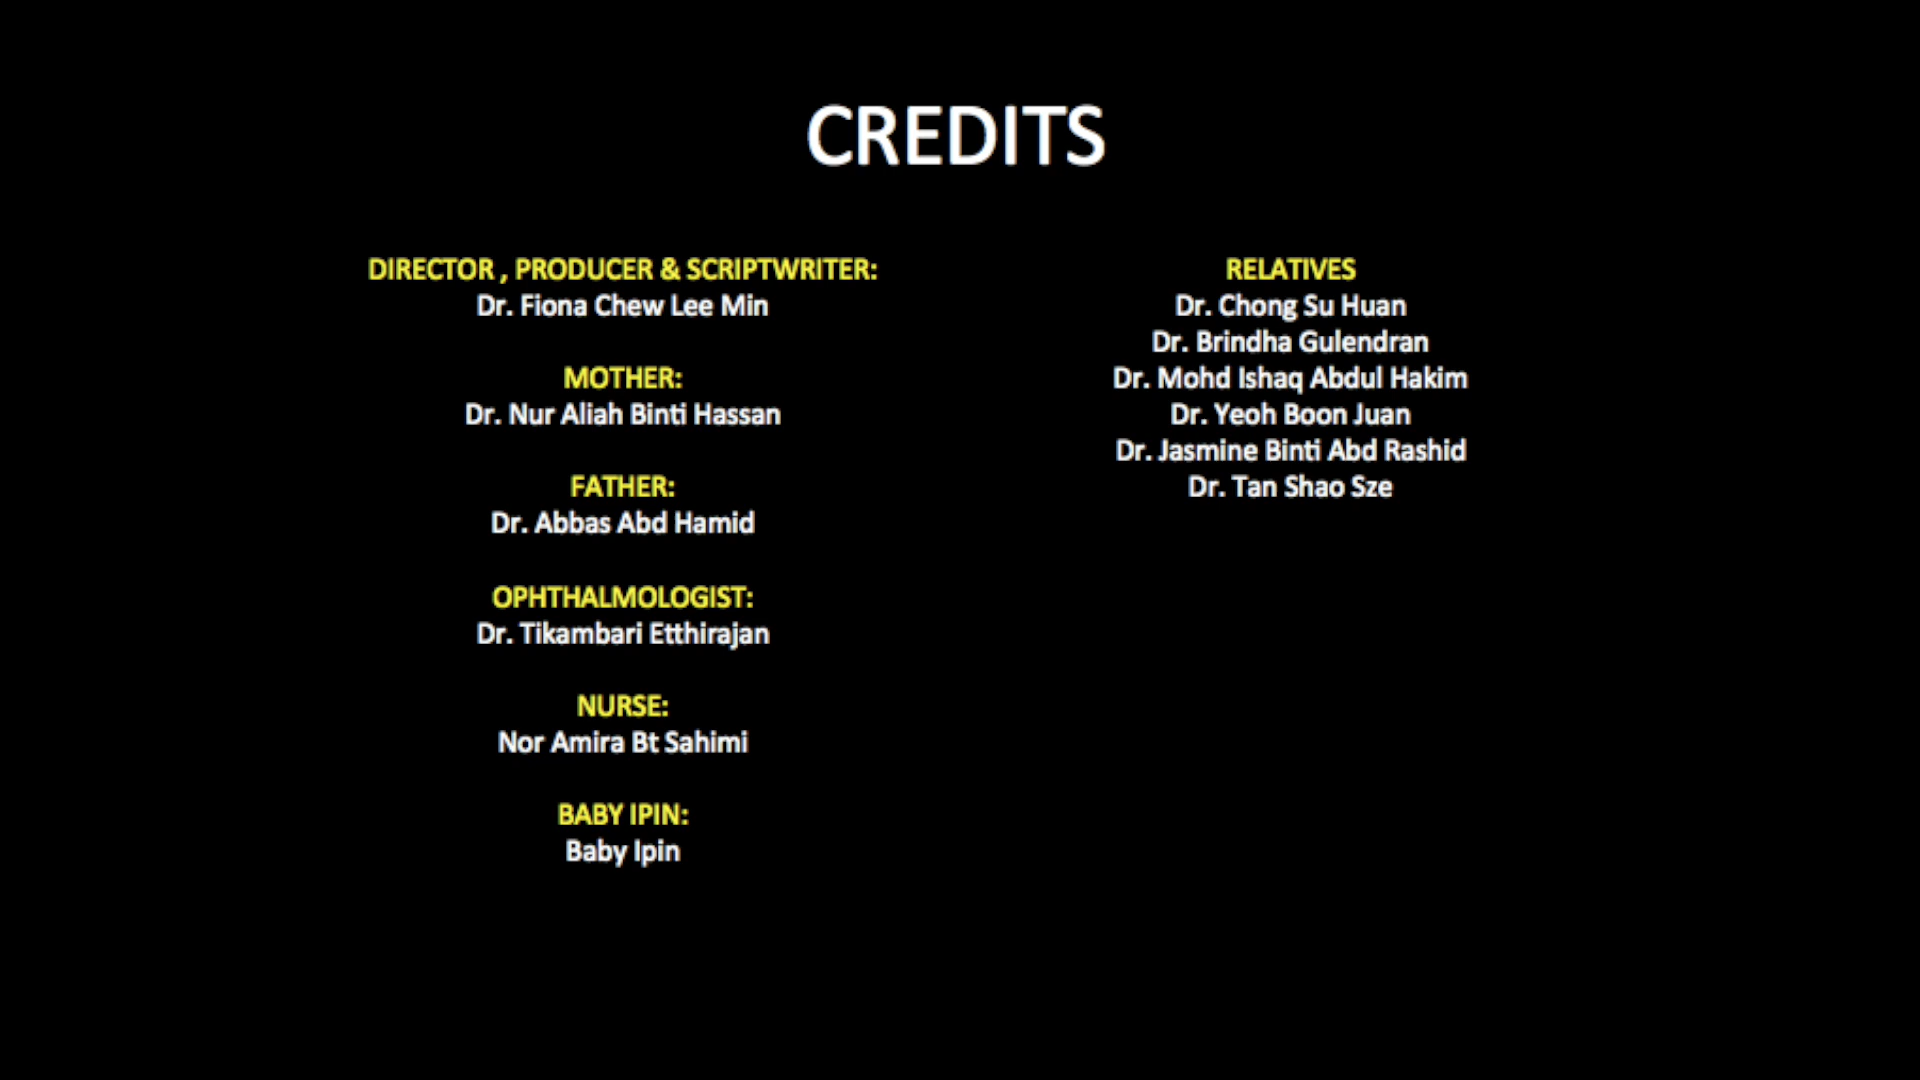 CREDITS
DIRECTOR , PRODUCER & SCRIPTWRITER:
Dr. Fiona Chew Lee Min
MOTHER:
Dr. Nur Aliah Binti Hassan
FATHER:
Dr. Abbas Abd Hamid
OPHTHALMOLOGIST:
Dr. Tikambari Etthirajan
NURSE:
Nor Amira Bt Sahimi
BABY IPIN:
Baby Ipin
RELATIVES
Dr. Chong Su Huan
Dr. Brindha Gulendran
Dr. Mohd Ishaq Abdul Hakim
Dr. Yeoh Boon Juan
Dr. Jasmine Binti Abd Rashid
Dr. Tan Shao Sze